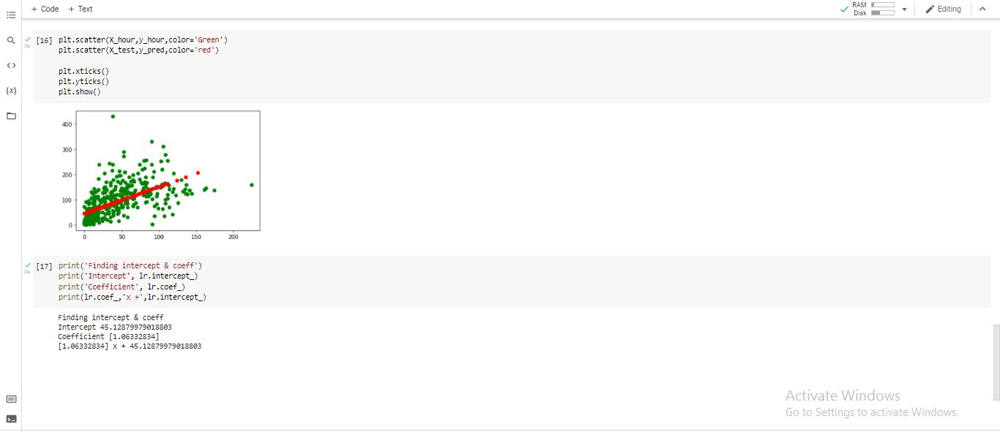 + Code + Text
RAM
Disk
Editing
[16] plt.scatter(X_hour,y_hour,color='Green')
plt.scatter(X_test,y_pred,color='red')
plt.xticks()
plt.yticks()
plt.show()
0s
400
300
200
100
0
0 50 100 150 200
[17] print('Finding intercept & coeff')
0s
print('Intercept', lr.intercept_)
print('Coefficient', lr.coef_)
print(lr.coef_,'x +',lr.intercept_)
Finding intercept & coeff
Intercept 45.12879979018803
Coefficient [1.06332834]
[1.06332834] x + 45.12879979018803
Activate Windows
Go to Settings to activate Windows.